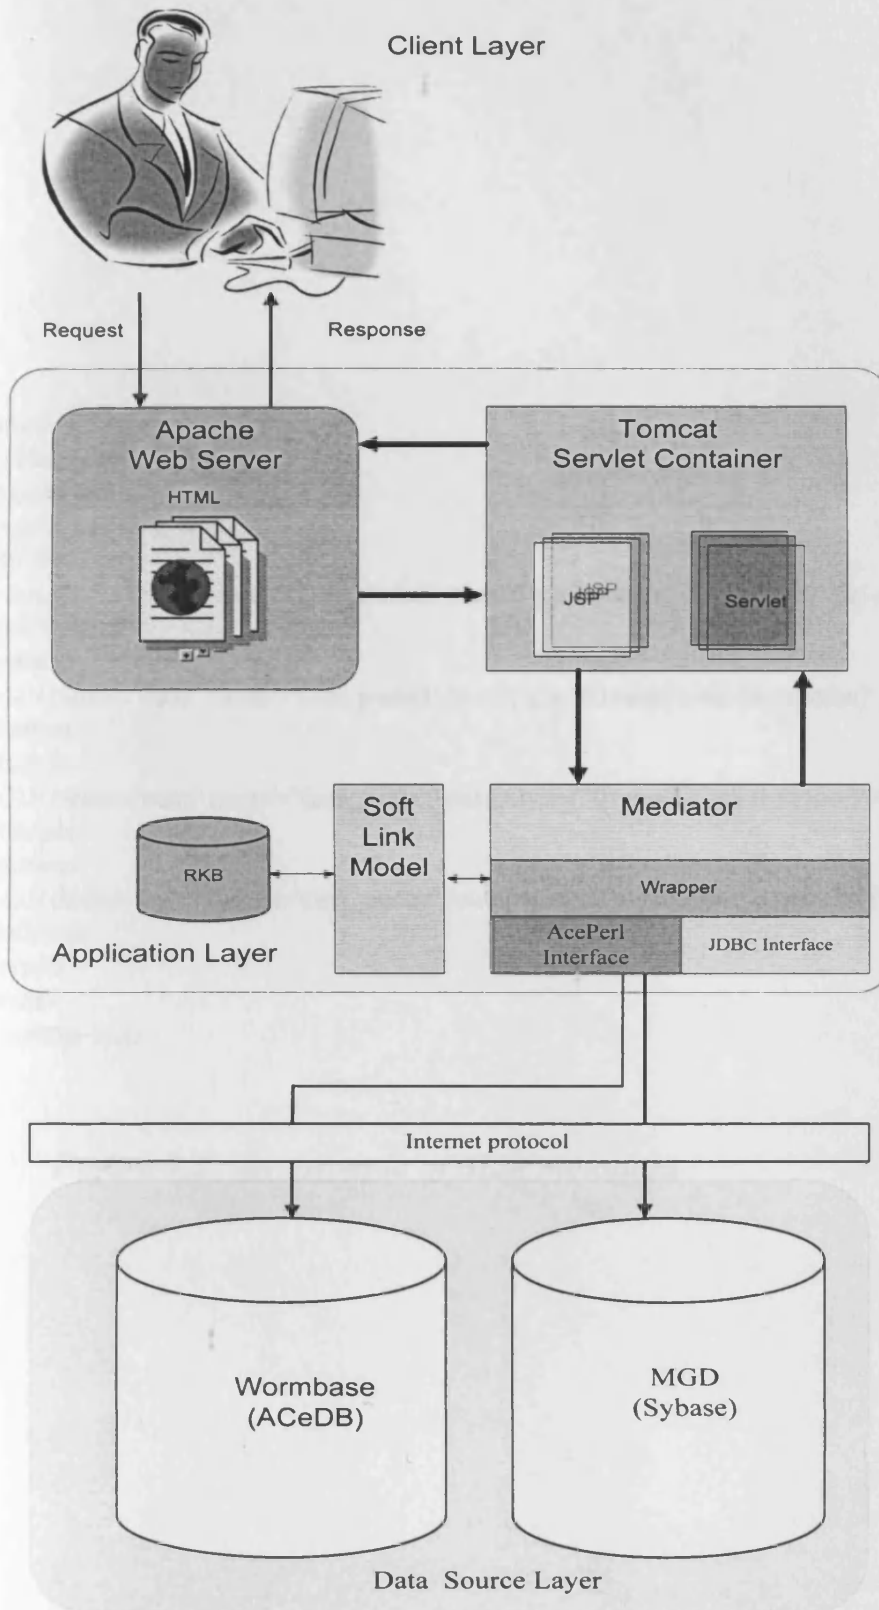 Client Layer
Request
Response
Apache
Web Server
HTML
Tomcat
Servlet Container
JSP
Servlet
Soft
Link
Model
Mediator
RKB
Wrapper
AcePerl
Interface
JDBC Interface
Application Layer
Internet protocol
Wormbase
(ACeDB)
MGD
(Sybase)
Data Source Layer